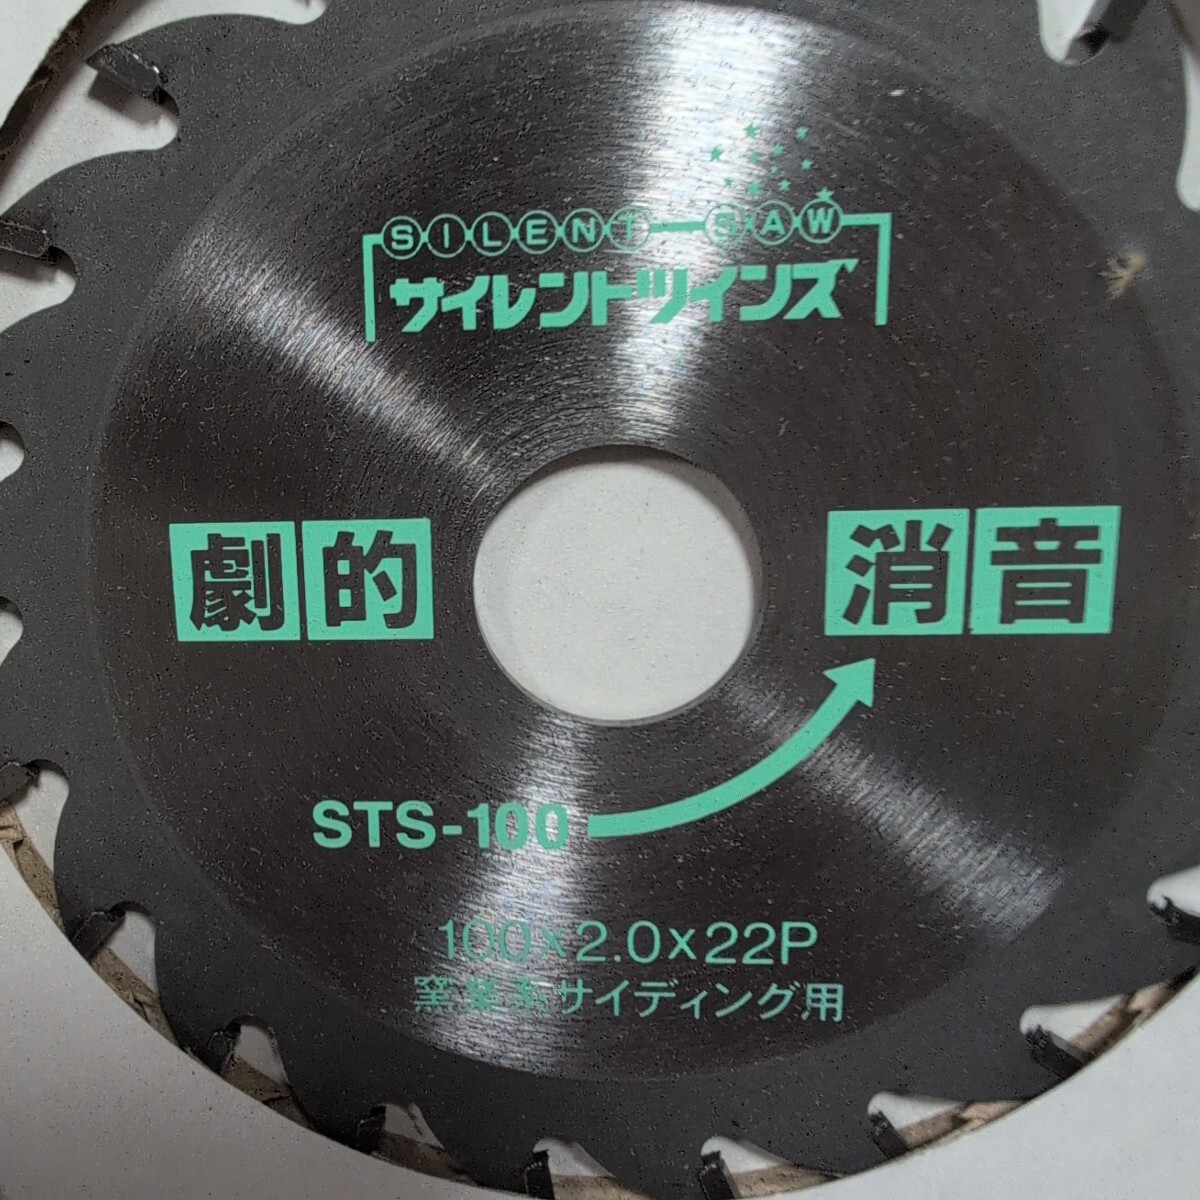 SILENT SAW
サイレントツインズ
劇的 消音
STS-100
100×2.0×22P
窯業系サイディング用